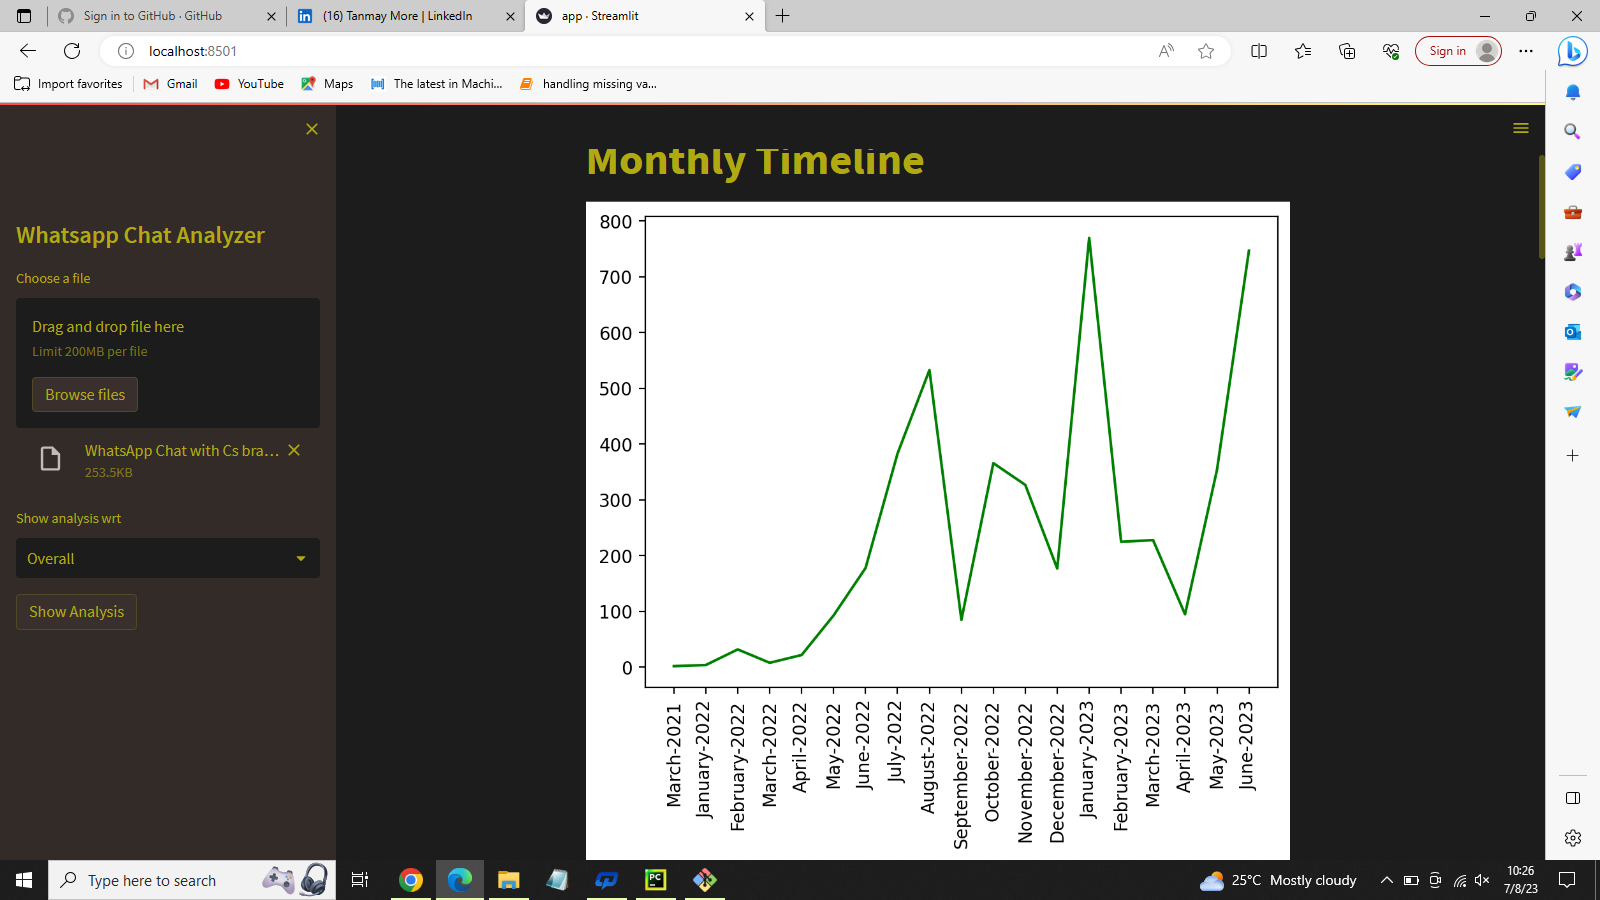 Sign in to GitHub · GitHub
(16) Tanmay More | LinkedIn
app · Streamlit
localhost:8501
Sign in
Import favorites
Gmail
YouTube
Maps
The latest in Machi...
handling missing va...
Whatsapp Chat Analyzer
Choose a file
Drag and drop file here
Limit 200MB per file
Browse files
WhatsApp Chat with Cs bra...
253.5KB
Show analysis wrt
Overall
Show Analysis
Monthly Timeline
800
700
600
500
400
300
200
100
0
March-2021
January-2022
February-2022
March-2022
April-2022
May-2022
June-2022
July-2022
August-2022
September-2022
October-2022
November-2022
December-2022
January-2023
February-2023
March-2023
April-2023
May-2023
June-2023
Type here to search
PC
25°C Mostly cloudy
10:26
7/8/23